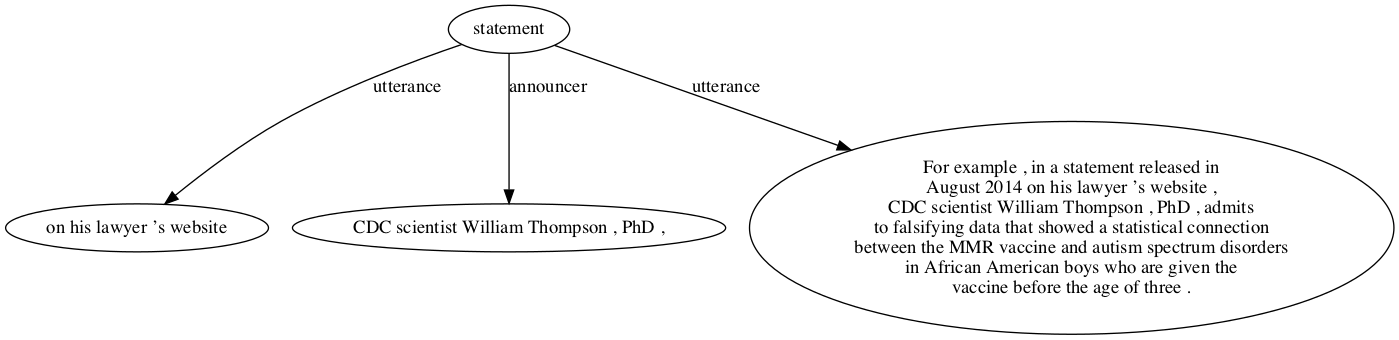 statement
utterance
announcer
utterance
on his lawyer ’s website
CDC scientist William Thompson , PhD ,
For example , in a statement released in
August 2014 on his lawyer ’s website ,
CDC scientist William Thompson , PhD , admits
to falsifying data that showed a statistical connection
between the MMR vaccine and autism spectrum disorders
in African American boys who are given the
vaccine before the age of three .